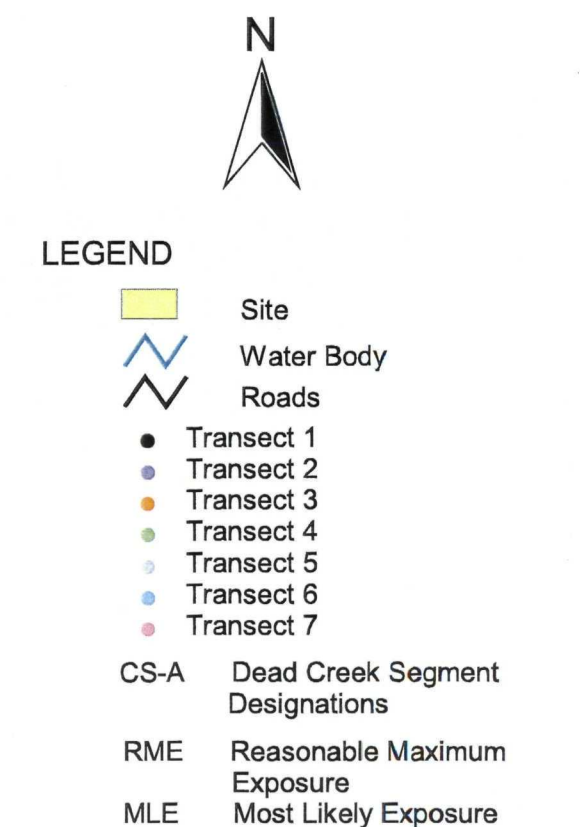 N
LEGEND
Site
Water Body
Roads
Transect 1
Transect 2
Transect 3
Transect 4
Transect 5
Transect 6
Transect 7
CS-A Dead Creek Segment
Designations
RME Reasonable Maximum
Exposure
MLE Most Likely Exposure